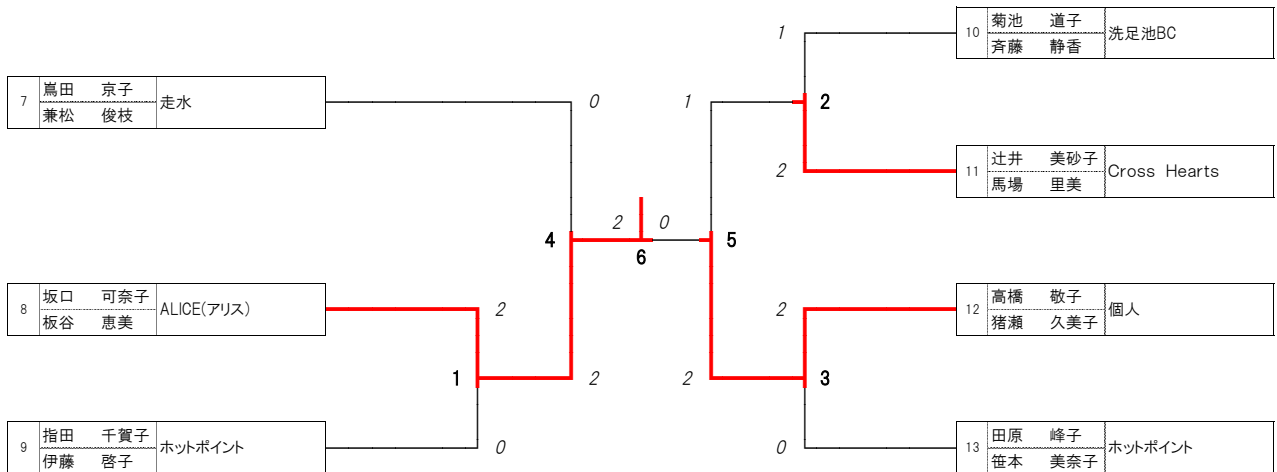 7 嶌田 京子 走水
兼松 俊枝
8 坂口 可奈子 ALICE(アリス)
板谷 恵美
9 指田 千賀子 ホットポイント
伊藤 啓子
0
2
1
2
0
4
2 0
6
5
1
2
1
2
2
2
3
0
10 菊池 道子 洗足池BC
斉藤 静香
11 辻井 美砂子 Cross Hearts
馬場 里美
12 高橋 敬子 個人
猪瀬 久美子
13 田原 峰子 ホットポイント
笹本 美奈子